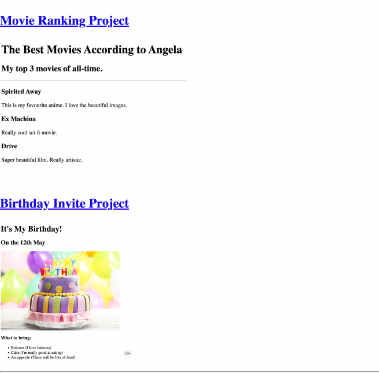 Movie Ranking Project
The Best Movies According to Angela
My top 3 movies of all-time.
Spirited Away
This is my favourite anime. I love the beautiful images.
Ex Machina
Really cool sci-fi movie.
Drive
Super beautiful film. Really artistic.
Birthday Invite Project
It's My Birthday!
On the 12th May
HAPPY
BIRTHDAY
What to bring:
Baloons (I love baloons)
Cake (I'm really good at eating)
An appetite (There will be lots of food)